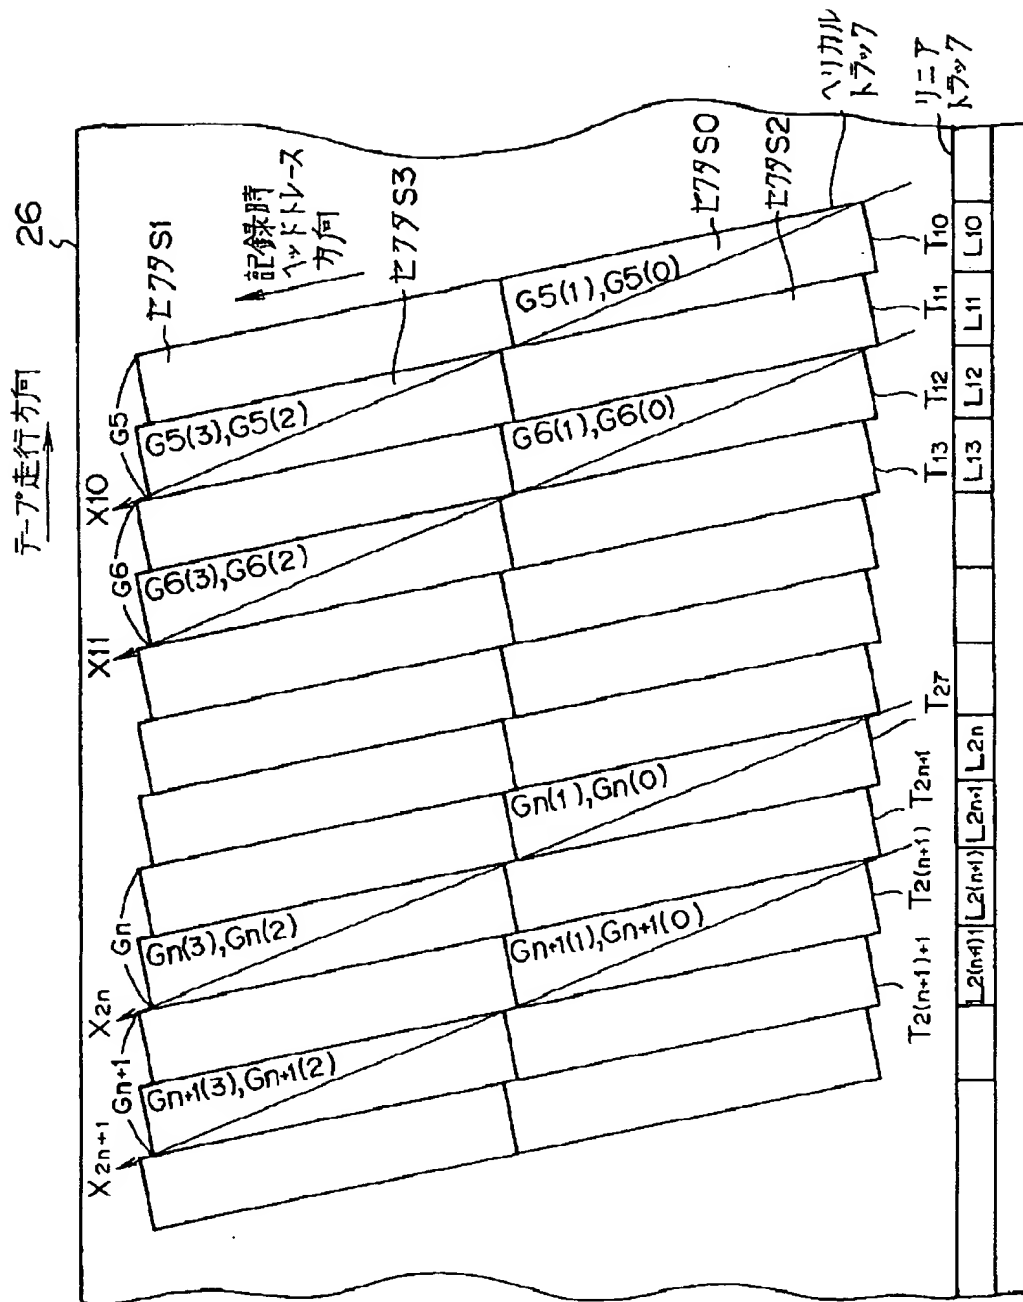 テープ走行方向
26
ヘリカル
トラック
リニア
トラック
セクタS0
セクタS2
セクタS1
記録時
ヘッドトレース
方向
セクタS3
G5
X10
G6
X11
Gn
X2n
Gn+1
X2n+1
G5(1),G5(0)
G5(3),G5(2)
G6(1),G6(0)
G6(3),G6(2)
Gn(1),Gn(0)
Gn(3),Gn(2)
Gn+1(1),Gn+1(0)
Gn+1(3),Gn+1(2)
T10
T11
T12
T13
T27
T2n+1
T2(n+1)
T2(n+1)+1
L10
L11
L12
L13
L2n
L2n+1
L2(n+1)
L2(n+1)1